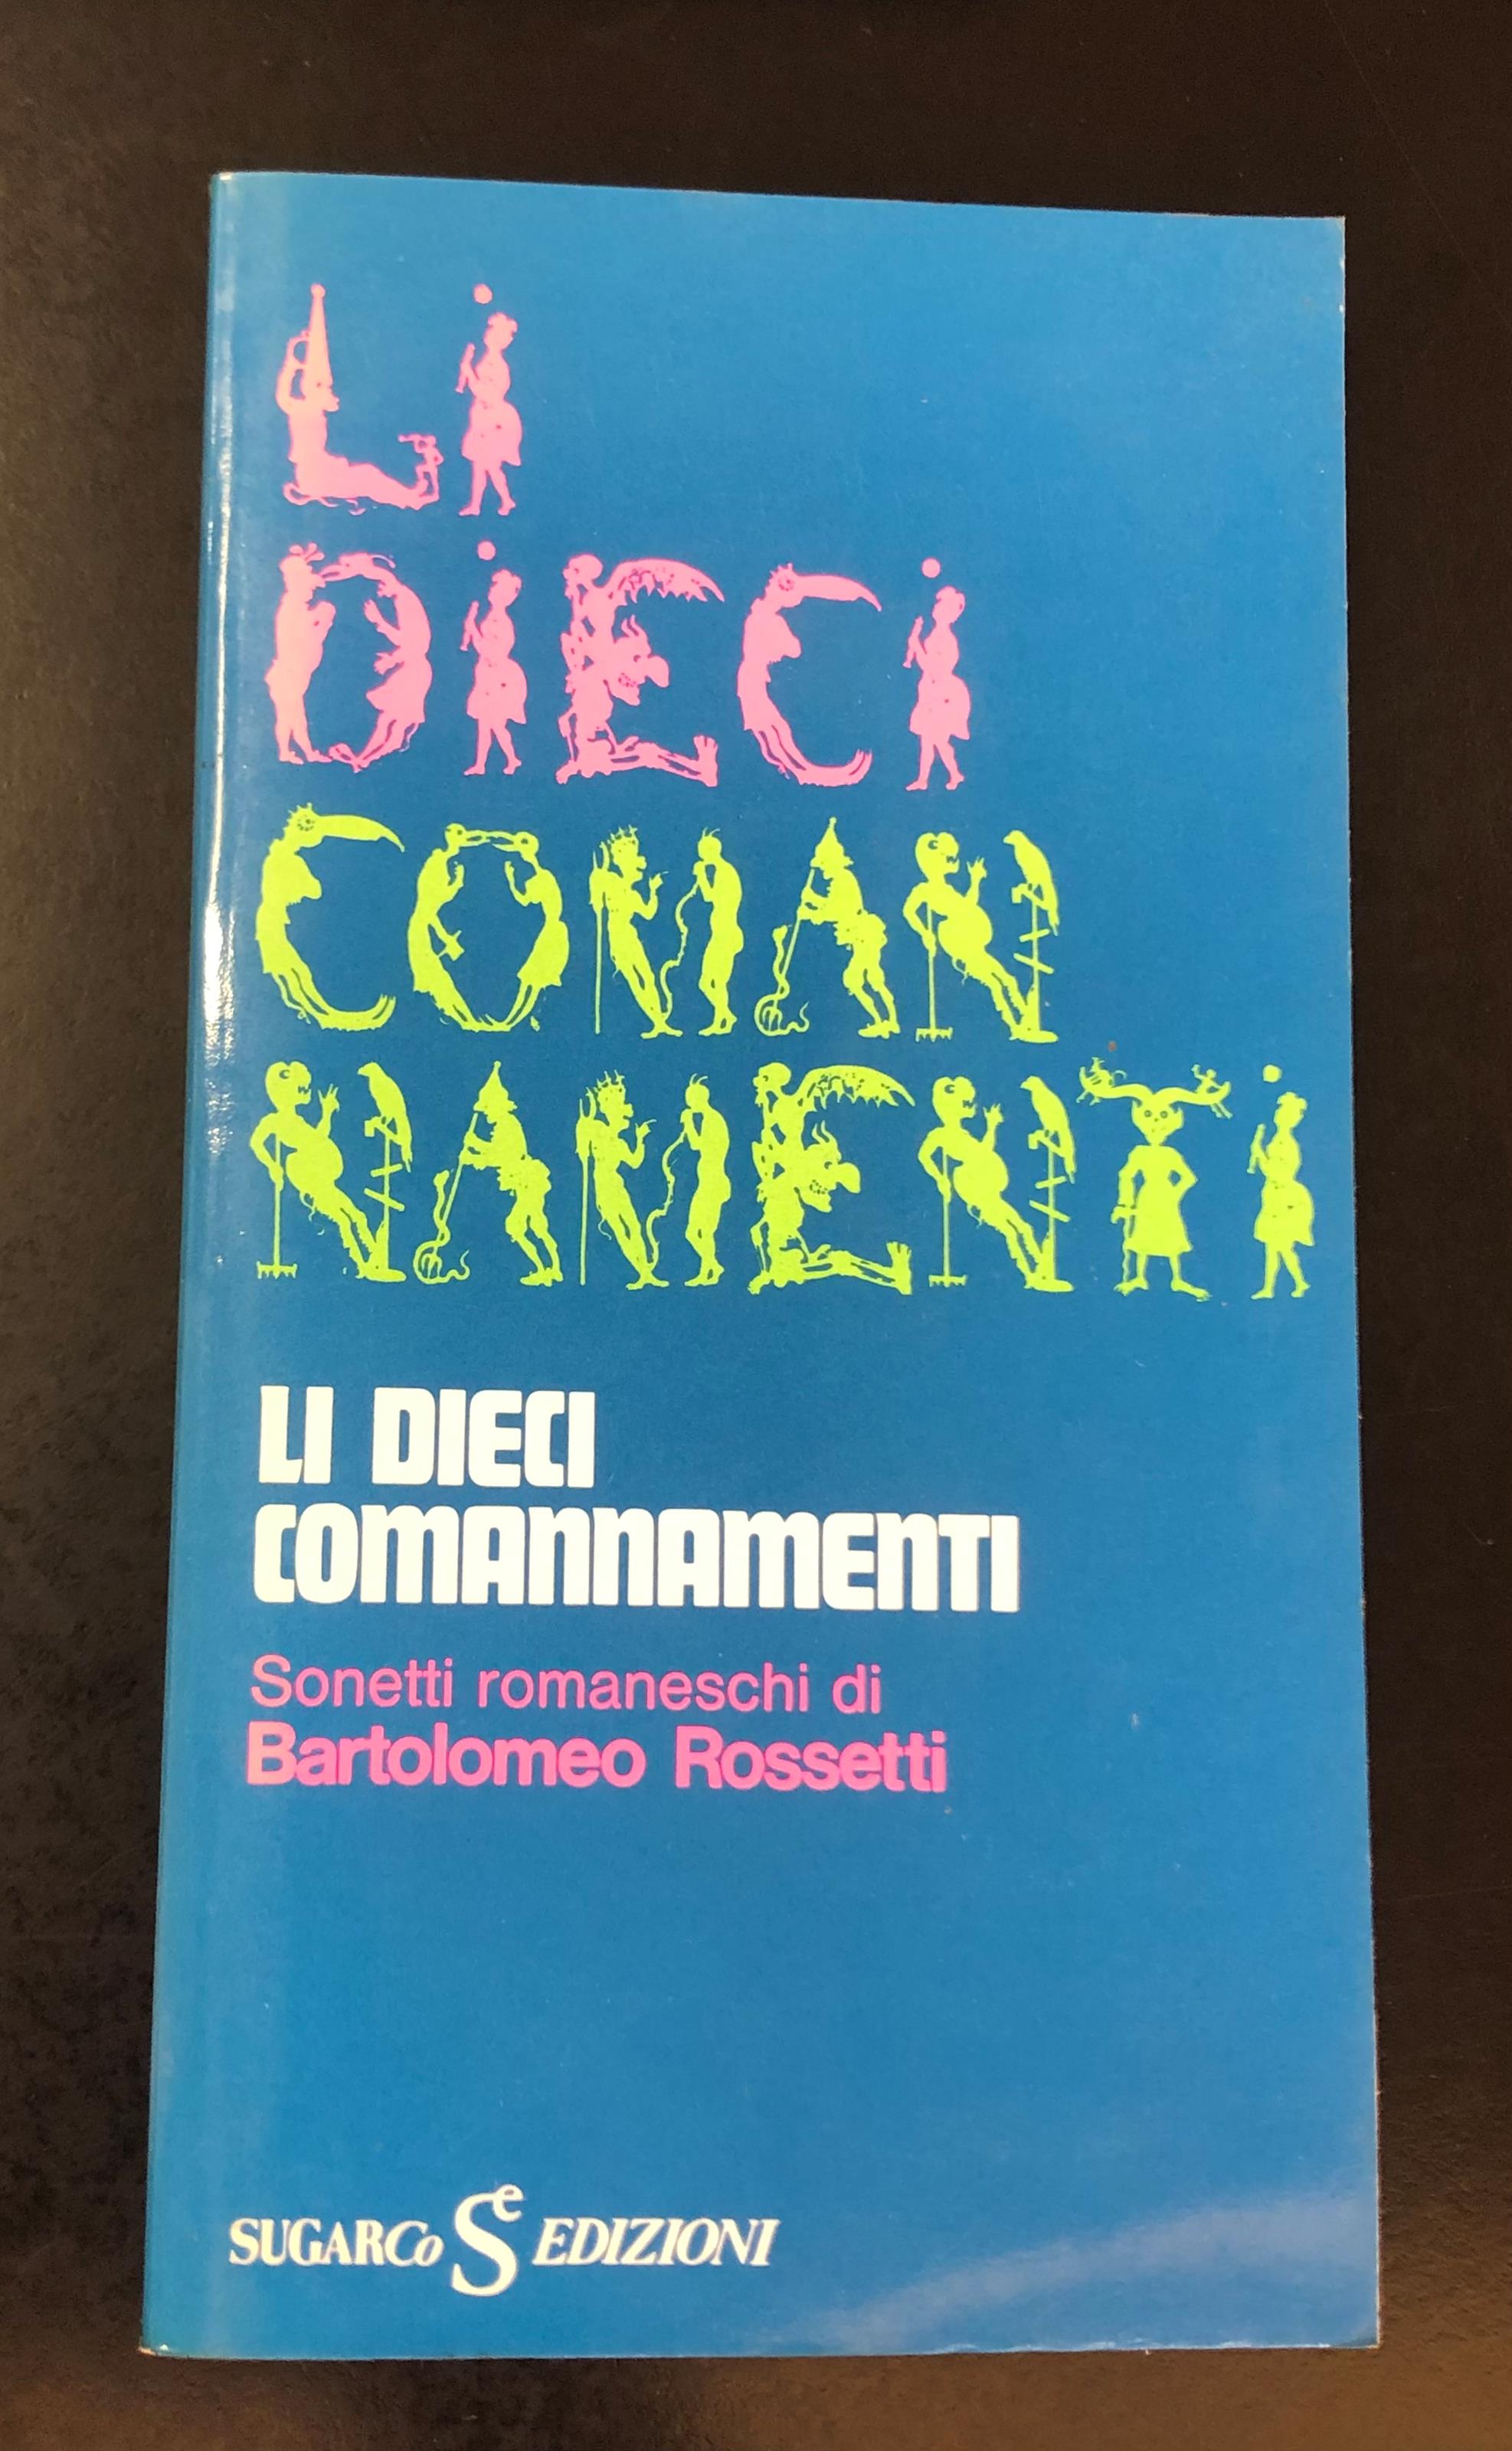 Li
DiECi
COMAN
NAMENTi
LI DIECI
COMANNAMENTI
Sonetti romaneschi di
Bartolomeo Rossetti
SUGARCo Se EDIZIONI